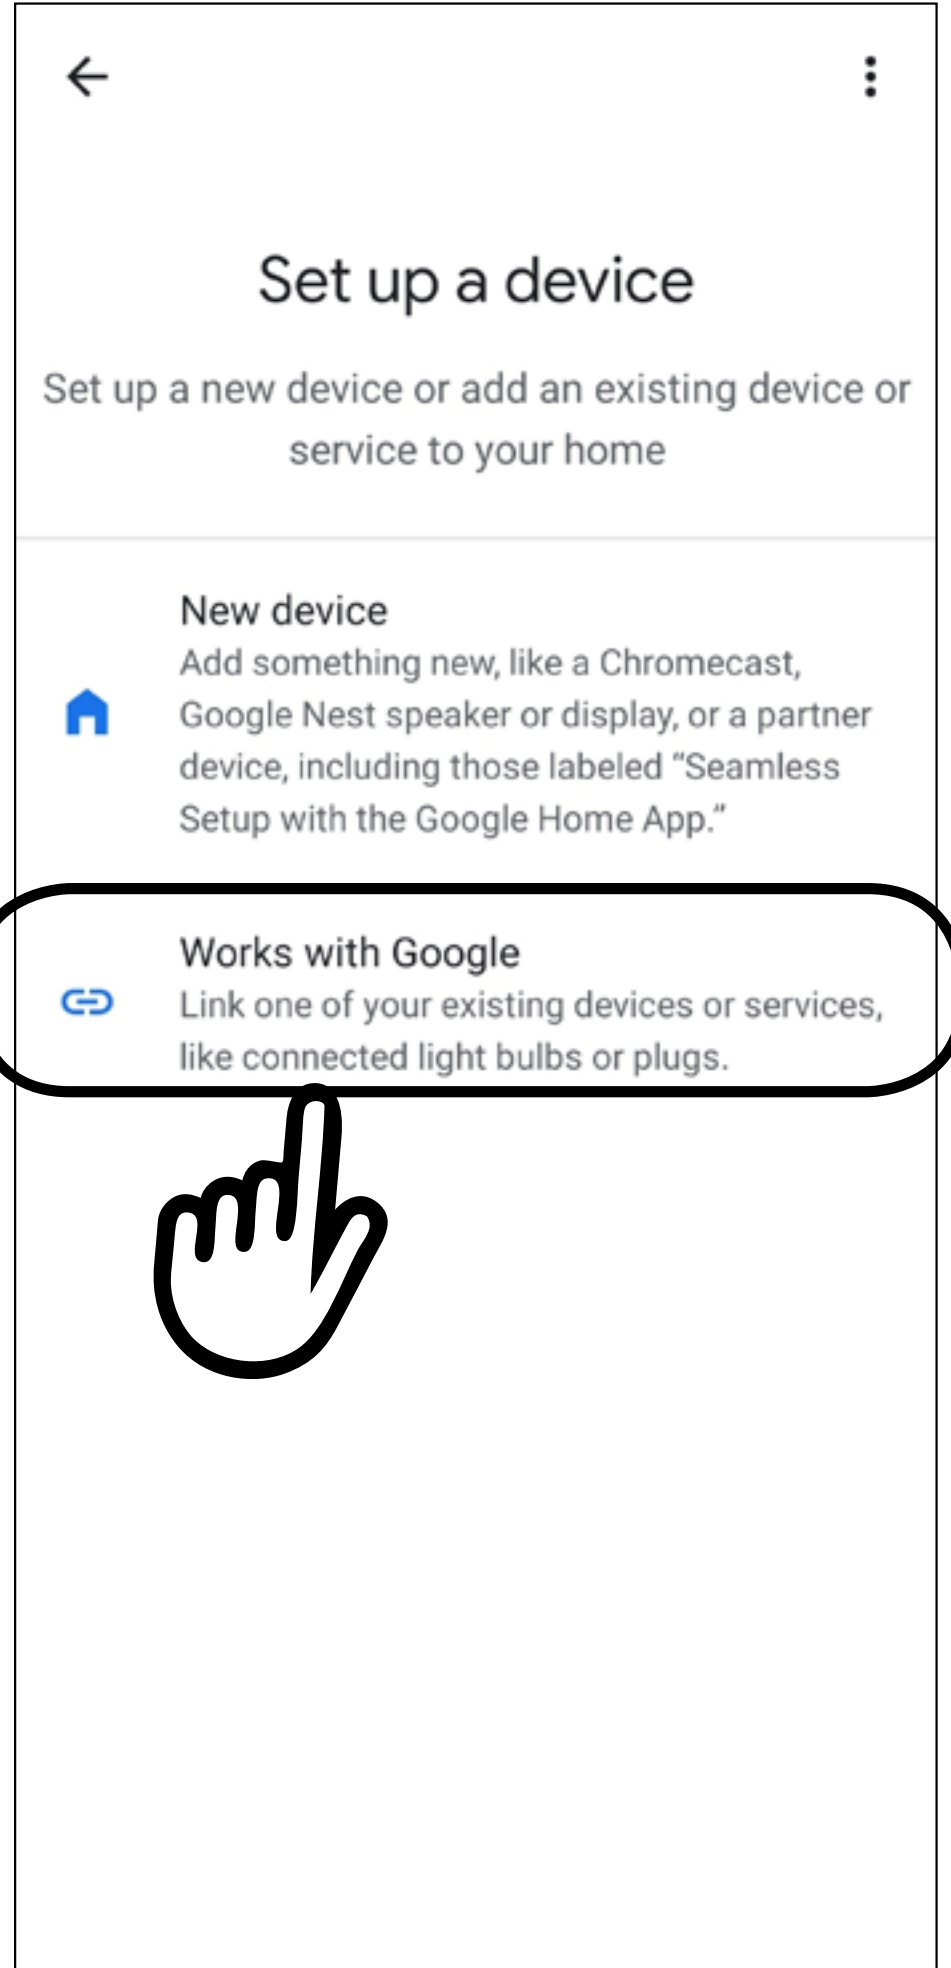 Set up a device
Set up a new device or add an existing device or
service to your home
New device
Add something new, like a Chromecast,
Google Nest speaker or display, or a partner
device, including those labeled “Seamless
Setup with the Google Home App.”
Works with Google
Link one of your existing devices or services,
like connected light bulbs or plugs.